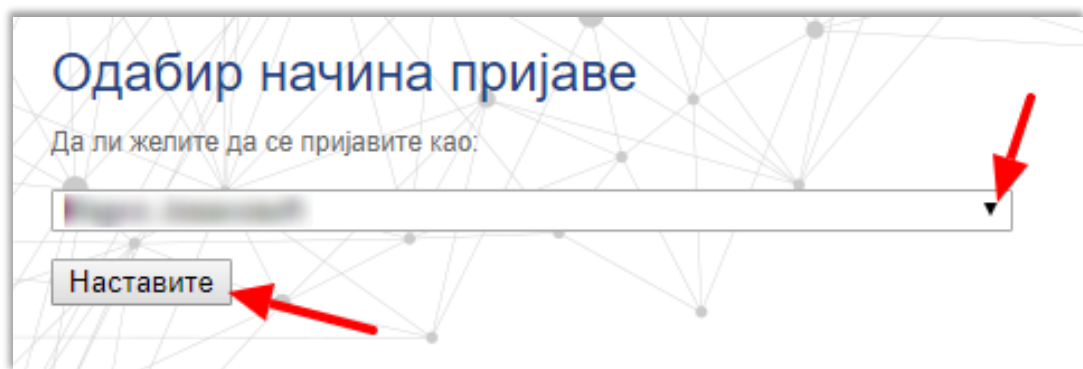 Одабир начина пријаве
Да ли желите да се пријавите као:
Наставите